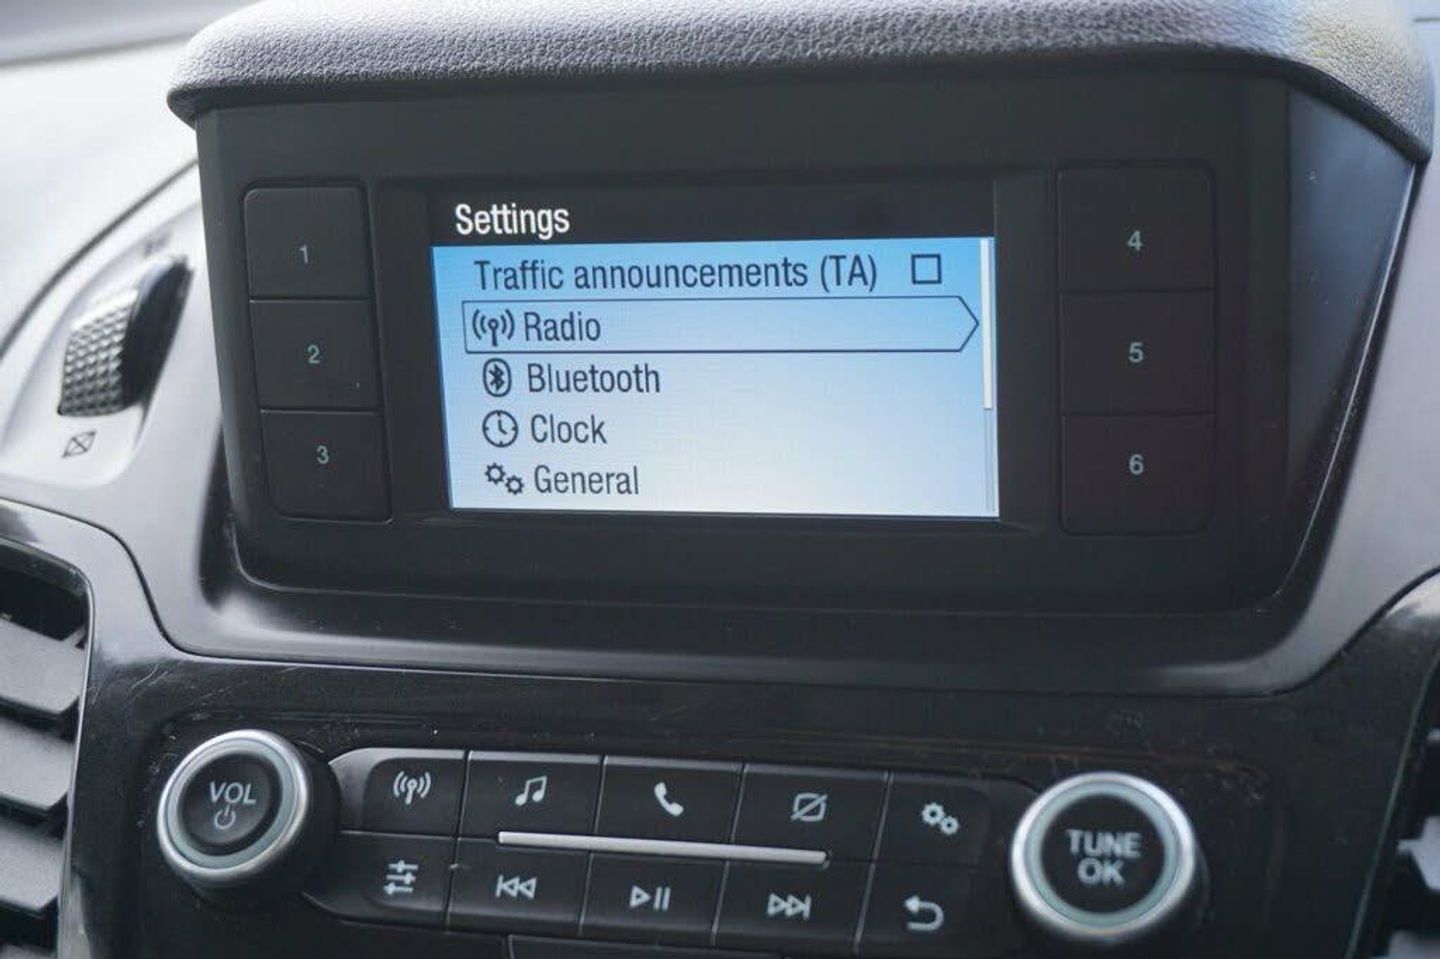 Settings
Traffic announcements (TA)
Radio
Bluetooth
Clock
General
1
2
3
4
5
6
VOL
TUNE
OK